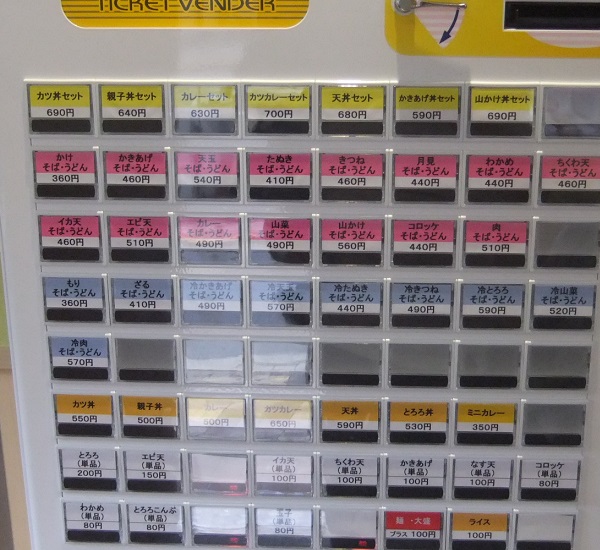 TICKET VENDER
カツ丼セット 親子丼セット カレーセット カツカレーセット 天丼セット かきあげ丼セット 山かけ丼セット
690円 640円 630円 700円 680円 590円 690円
かけ かきあげ 天玉 たぬき きつね 月見 わかめ ちくわ天
そば・うどん そば・うどん そば・うどん そば・うどん そば・うどん そば・うどん そば・うどん そば・うどん
360円 460円 540円 410円 460円 440円 440円 460円
イカ天 エビ天 カレー 山菜 山かけ コロッケ 肉
そば・うどん そば・うどん そば・うどん そば・うどん そば・うどん そば・うどん そば・うどん
460円 510円 490円 490円 560円 440円 510円
もり ざる 冷かきあげ 冷天玉 冷たぬき 冷きつね 冷とろろ 冷山菜
そば・うどん そば・うどん そば・うどん そば・うどん そば・うどん そば・うどん そば・うどん そば・うどん
360円 410円 490円 570円 440円 490円 590円 520円
冷肉
そば・うどん
570円
カツ丼 親子丼 カレー カツカレー 天丼 とろろ丼 ミニカレー
550円 500円 500円 650円 590円 530円 350円
とろろ エビ天 イカ天 ちくわ天 かきあげ なす天 コロッケ
(単品) (単品) (単品) (単品) (単品) (単品) (単品)
200円 150円 100円 100円 100円 100円 80円
わかめ とろろこんぶ 玉子 麺・大盛 ライス
(単品) (単品) (単品) プラス 100円 100円
80円 80円 80円